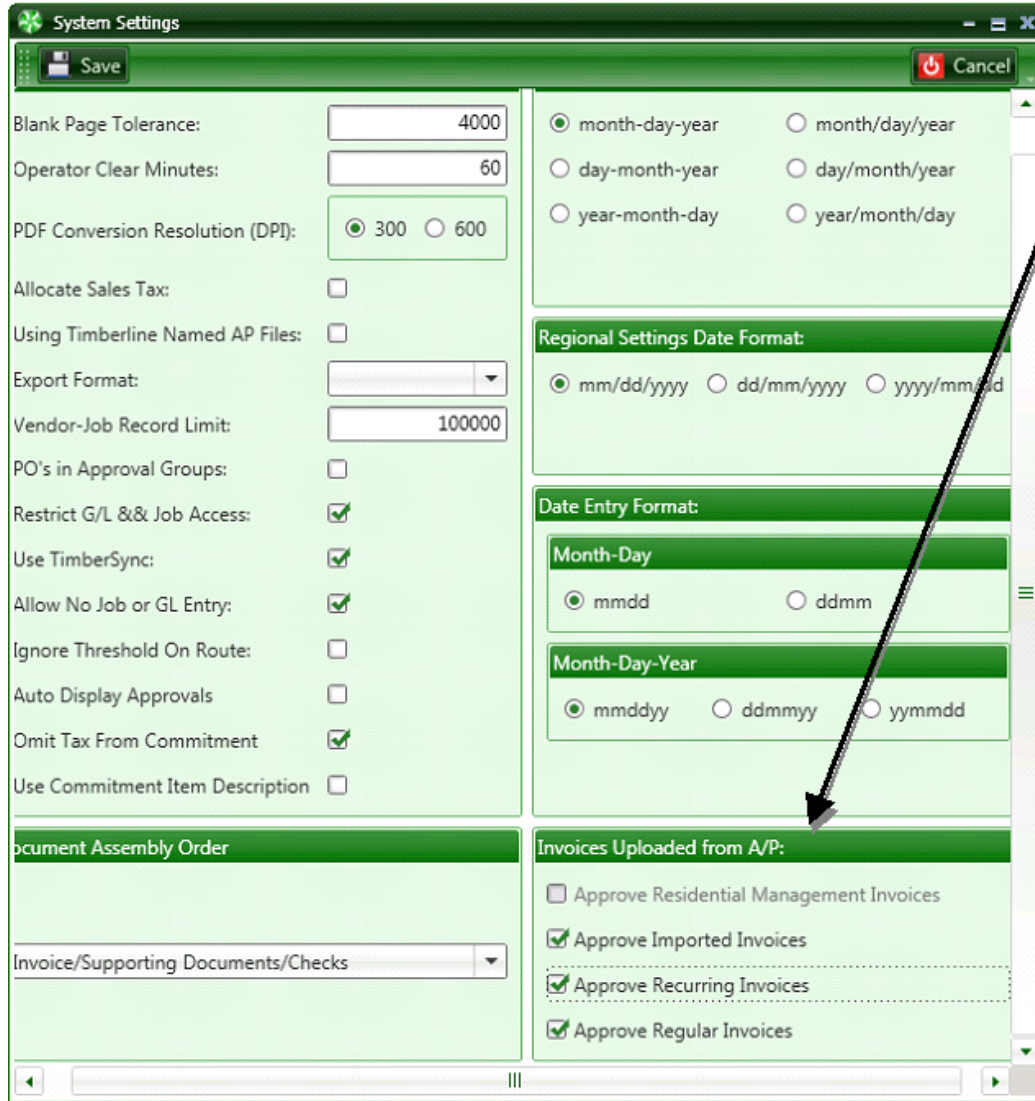 System Settings
Save
Cancel
Blank Page Tolerance:
4000
Operator Clear Minutes:
60
PDF Conversion Resolution (DPI):
300 600
Allocate Sales Tax:
Using Timberline Named AP Files:
Export Format:
Vendor-Job Record Limit:
100000
PO's in Approval Groups:
Restrict G/L && Job Access:
Use TimberSync:
Allow No Job or GL Entry:
Ignore Threshold On Route:
Auto Display Approvals
Omit Tax From Commitment
Use Commitment Item Description
month-day-year month/day/year
day-month-year day/month/year
year-month-day year/month/day
Regional Settings Date Format:
mm/dd/yyyy dd/mm/yyyy yyyy/mm/dd
Date Entry Format:
Month-Day
mmdd ddmm
Month-Day-Year
mmddyy ddmmyy yymmdd
ocument Assembly Order
Invoice/Supporting Documents/Checks
Invoices Uploaded from A/P:
Approve Residential Management Invoices
Approve Imported Invoices
Approve Recurring Invoices
Approve Regular Invoices